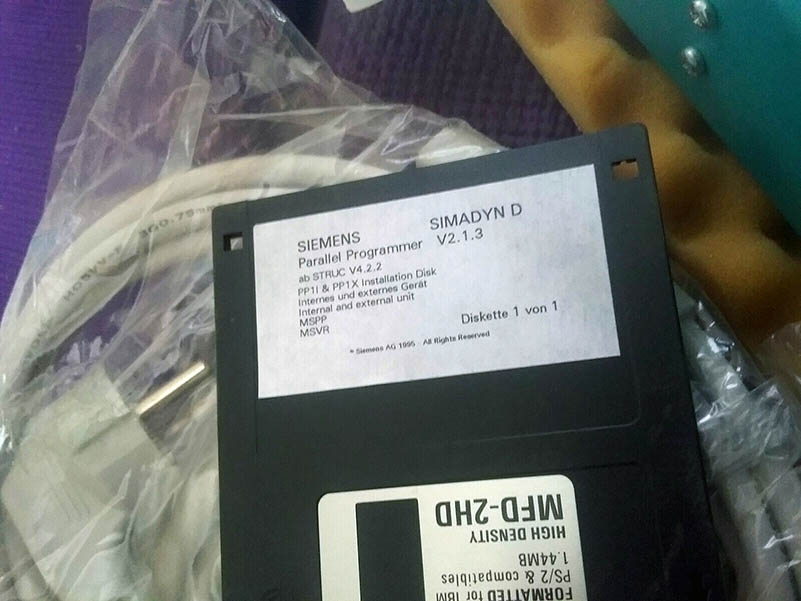 SIEMENS SIMADYN D
Parallel Programmer V2.1.3
ab STRUC V4.2.2
PP1I & PP1X Installation Disk
Internes und externes Gerät
Internal and external unit
MSPP
MSVR
Diskette 1 von 1
Siemens AG 1995 All Rights Reserved
MFD-2HD
HIGH DENSITY
1.44MB
PS/2 & compatibles
FORMATTED for IBM
3G0.75mm